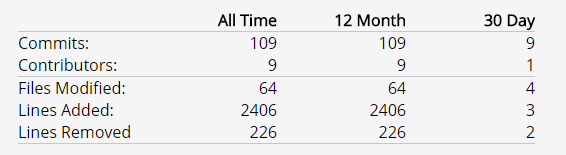 All Time 12 Month 30 Day
Commits: 109 109 9
Contributors: 9 9 1
Files Modified: 64 64 4
Lines Added: 2406 2406 3
Lines Removed 226 226 2